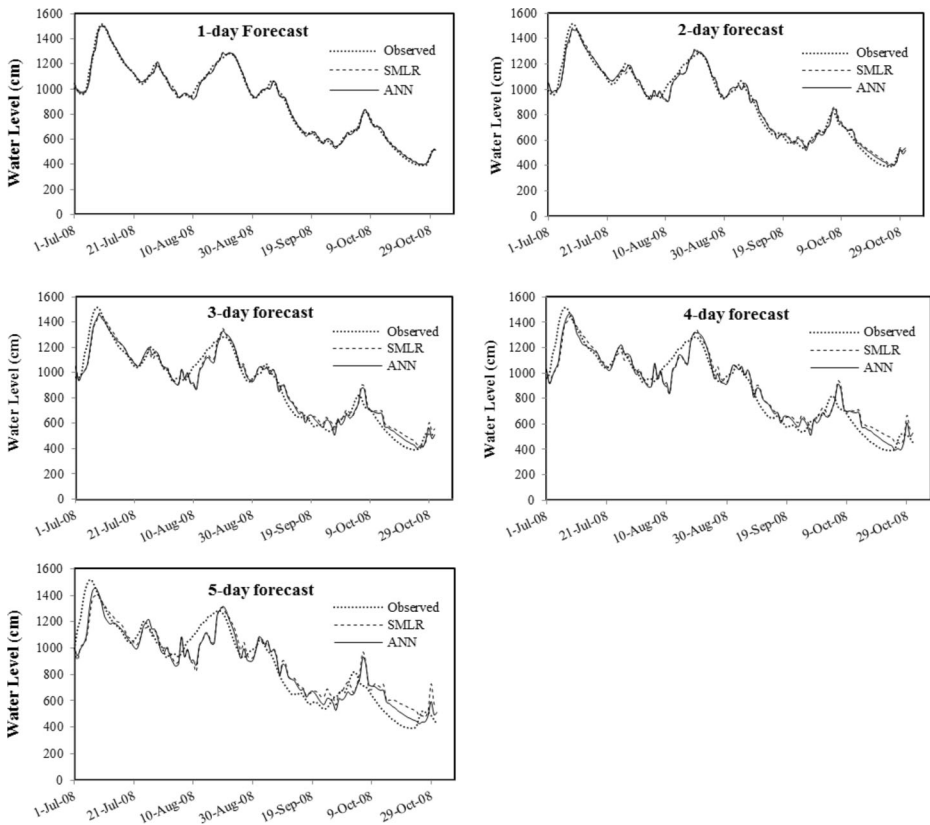 1-day Forecast
Water Level (cm)
1600
1400
1200
1000
800
600
400
200
0
Observed
SMLR
ANN
1-Jul-08
21-Jul-08
10-Aug-08
30-Aug-08
19-Sep-08
9-Oct-08
29-Oct-08
2-day forecast
Water Level (cm)
1600
1400
1200
1000
800
600
400
200
0
Observed
SMLR
ANN
1-Jul-08
21-Jul-08
10-Aug-08
30-Aug-08
19-Sep-08
9-Oct-08
29-Oct-08
3-day forecast
Water Level (cm)
1600
1400
1200
1000
800
600
400
200
0
Observed
SMLR
ANN
1-Jul-08
21-Jul-08
10-Aug-08
30-Aug-08
19-Sep-08
9-Oct-08
29-Oct-08
4-day forecast
Water Level (cm)
1600
1400
1200
1000
800
600
400
200
0
Observed
SMLR
ANN
1-Jul-08
21-Jul-08
10-Aug-08
30-Aug-08
19-Sep-08
9-Oct-08
29-Oct-08
5-day forecast
Water Level (cm)
1600
1400
1200
1000
800
600
400
200
0
Observed
SMLR
ANN
1-Jul-08
21-Jul-08
10-Aug-08
30-Aug-08
19-Sep-08
9-Oct-08
29-Oct-08